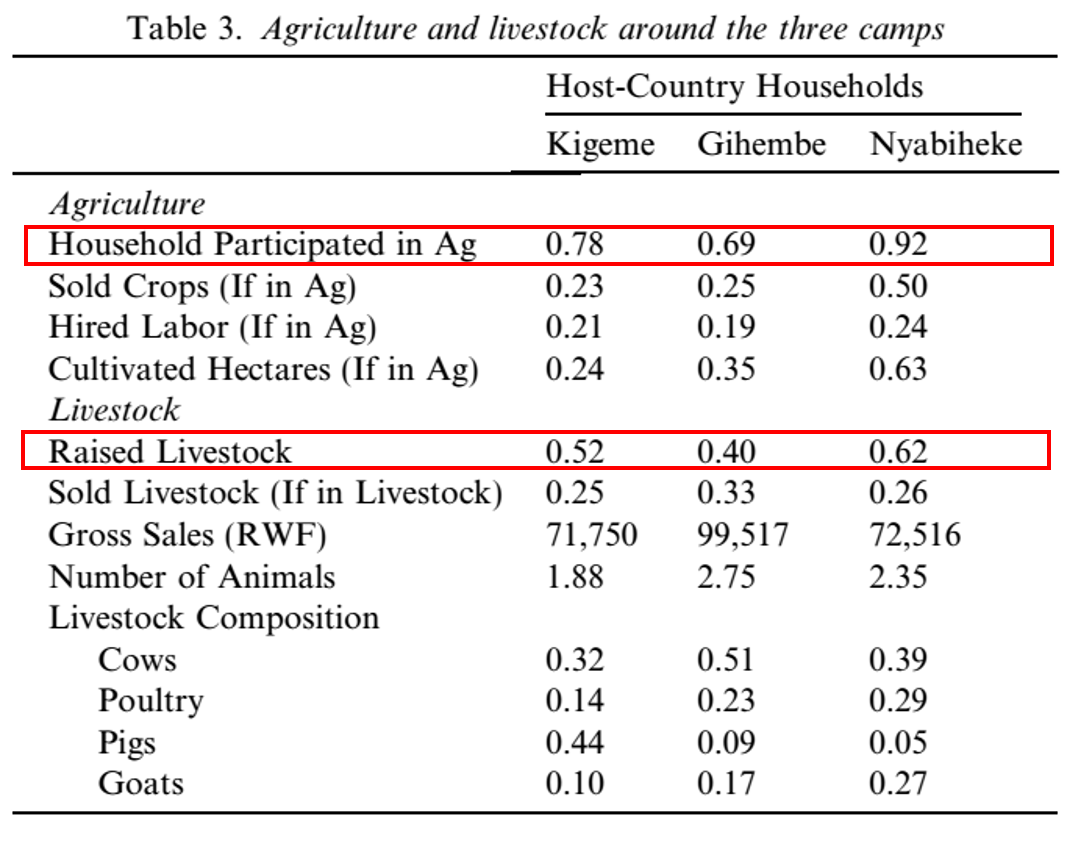 Table 3. Agriculture and livestock around the three camps
Host-Country Households
Kigeme Gihembe Nyabiheke
Agriculture
Household Participated in Ag 0.78 0.69 0.92
Sold Crops (If in Ag) 0.23 0.25 0.50
Hired Labor (If in Ag) 0.21 0.19 0.24
Cultivated Hectares (If in Ag) 0.24 0.35 0.63
Livestock
Raised Livestock 0.52 0.40 0.62
Sold Livestock (If in Livestock) 0.25 0.33 0.26
Gross Sales (RWF) 71,750 99,517 72,516
Number of Animals 1.88 2.75 2.35
Livestock Composition
Cows 0.32 0.51 0.39
Poultry 0.14 0.23 0.29
Pigs 0.44 0.09 0.05
Goats 0.10 0.17 0.27